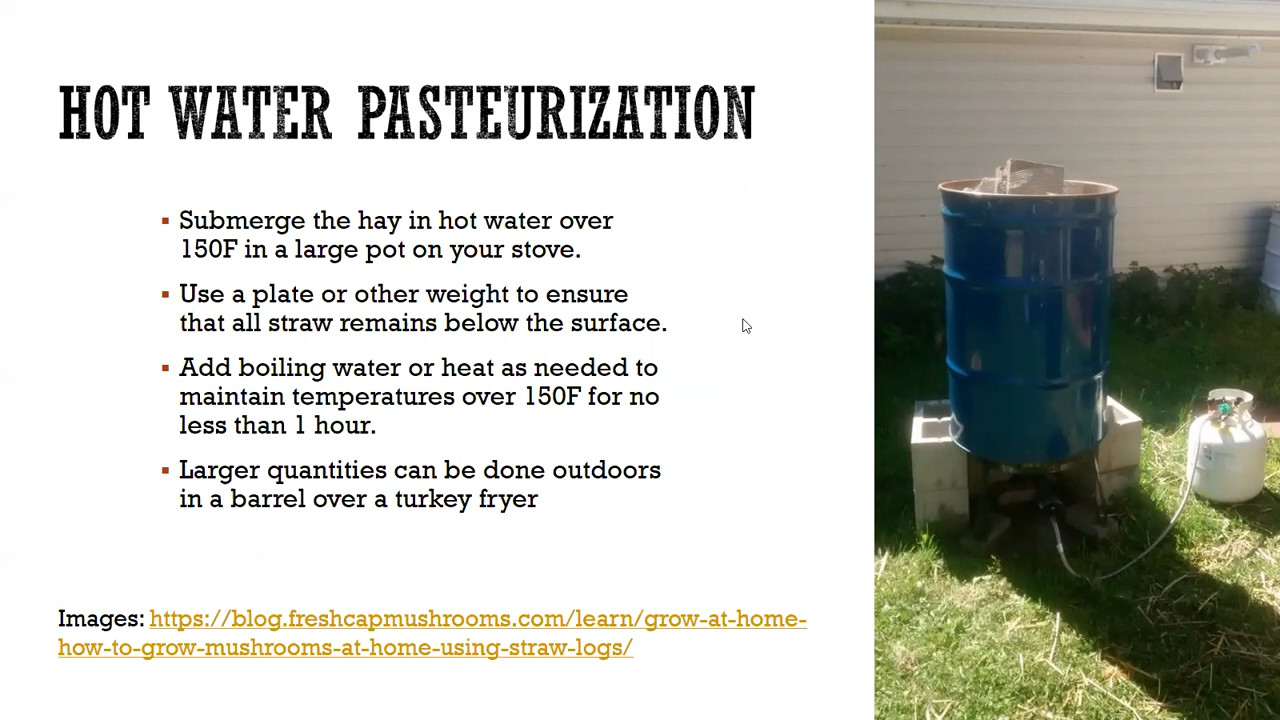 HOT WATER PASTEURIZATION
▪ Submerge the hay in hot water over
150F in a large pot on your stove.
▪ Use a plate or other weight to ensure
that all straw remains below the surface.
▪ Add boiling water or heat as needed to
maintain temperatures over 150F for no
less than 1 hour.
▪ Larger quantities can be done outdoors
in a barrel over a turkey fryer
Images: https://blog.freshcapmushrooms.com/learn/grow-at-home-
how-to-grow-mushrooms-at-home-using-straw-logs/